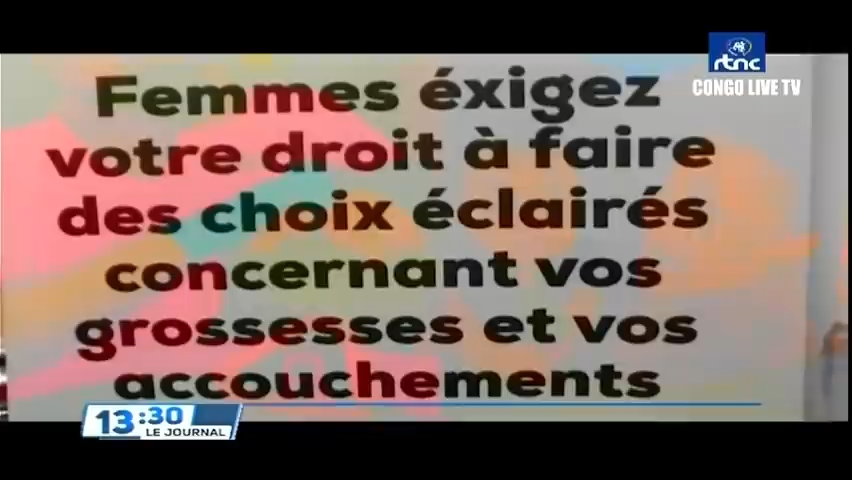 rtnc
CONGO LIVE TV
Femmes éxigez
votre droit à faire
des choix éclairés
concernant vos
grossesses et vos
accouchements
13:30
LE JOURNAL